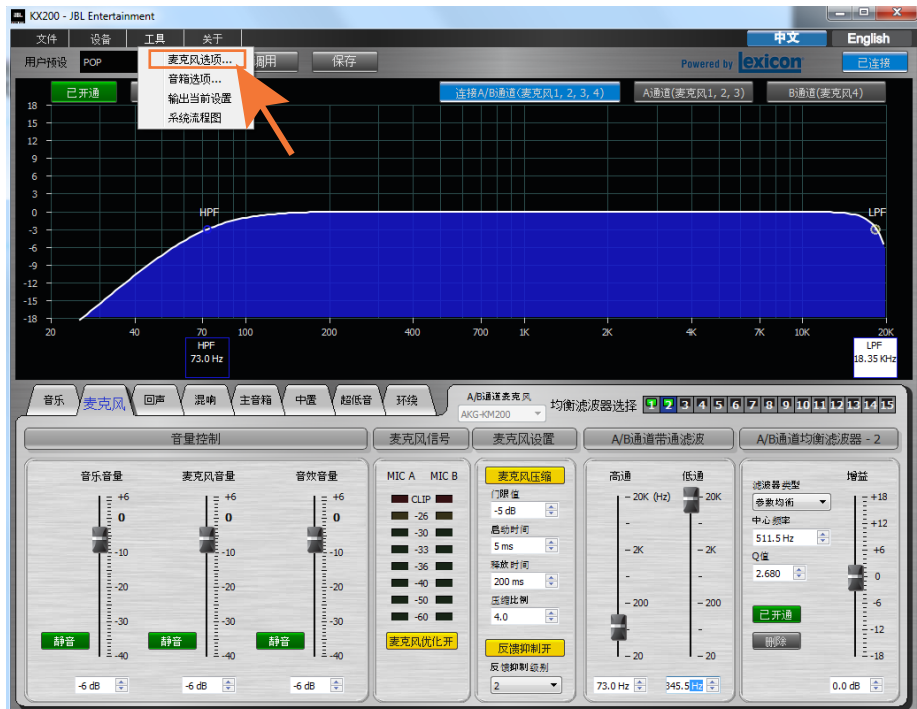 KX200 - JBL Entertainment
文件 设备 工具 关于 中文 English
用户预设 POP 调用 保存 Powered by lexicon 已连接
麦克风选项...
音箱选项...
输出当前设置
系统流程图
已开通 连接A/B通道(麦克风1, 2, 3, 4) A通道(麦克风1, 2, 3) B通道(麦克风4)
18
15
12
9
6
3
0 HPF LPF
-3
-6
-9
-12
-15
-18
20 40 70 100 200 400 700 1K 2K 4K 7K 10K 20K
HPF LPF
73.0 Hz 18.35 KHz
音乐 麦克风 回声 混响 主音箱 中置 超低音 环绕 A/B通道麦克风 AKG-KM200 均衡滤波器选择 1 2 3 4 5 6 7 8 9 10 11 12 13 14 15
音量控制 麦克风信号 麦克风设置 A/B通道带通滤波 A/B通道均衡滤波器 - 2
音乐音量 麦克风音量 音效音量
+6 +6 +6
0 0 0
-10 -10 -10
-20 -20 -20
-30 -30 -30
静音 静音 静音
-40 -40 -40
-6 dB -6 dB -6 dB
MIC A MIC B
CLIP
-26
-30
-33
-36
-40
-50
-60
麦克风优化开
麦克风压缩
门限值
-5 dB
启动时间
5 ms
释放时间
200 ms
压缩比例
4.0
反馈抑制开
反馈抑制级别
2
高通 低通
20K (Hz) 20K
2K 2K
200 200
20 20
73.0 Hz 345.5 Hz
滤波器类型
参数均衡
中心频率
511.5 Hz
Q值
2.680
已开通
删除
增益
+18
+12
+6
0
-6
-12
-18
0.0 dB